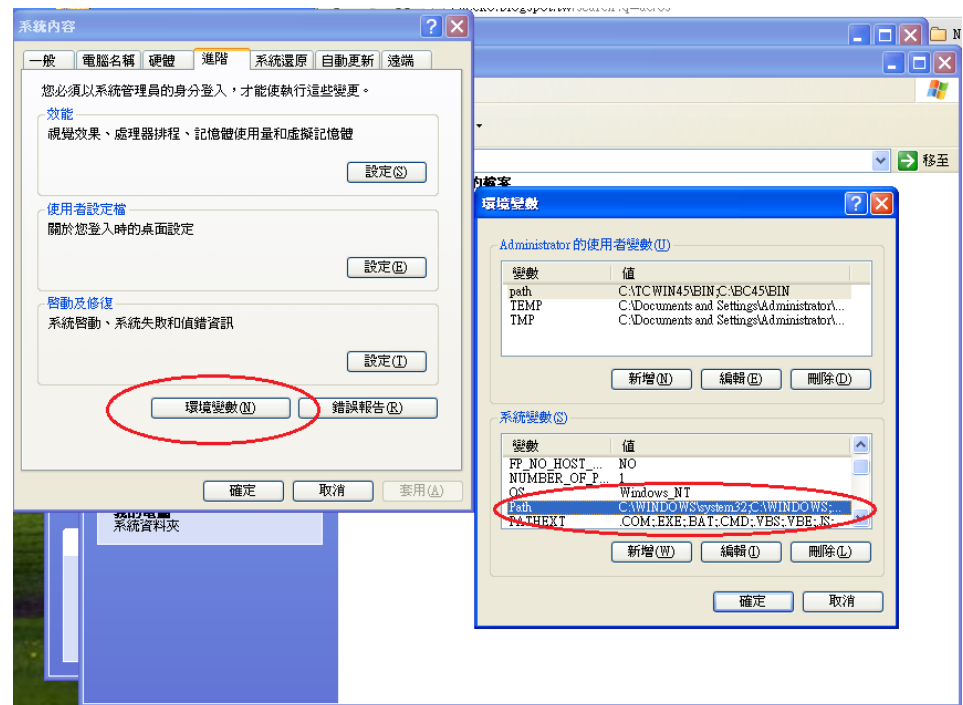 系統內容
一般 電腦名稱 硬體 進階 系統還原 自動更新 遠端
您必須以系統管理員的身分登入，才能使執行這些變更。
效能
視覺效果、處理器排程、記憶體使用量和虛擬記憶體
設定(S)
使用者設定檔
關於您登入時的桌面設定
設定(E)
啟動及修復
系統啟動、系統失敗和偵錯資訊
設定(T)
環境變數(N) 錯誤報告(R)
確定 取消 套用(A)
我的電腦
系統資料夾
N
移至
的檔案
環境變數
Administrator 的使用者變數(U)
變數 值
path C:\TCWIN45\BIN;C:\BC45\BIN
TEMP C:\Documents and Settings\Administrator\...
TMP C:\Documents and Settings\Administrator\...
新增(N) 編輯(E) 刪除(D)
系統變數(S)
變數 值
FP_NO_HOST_... NO
NUMBER_OF_P... 1
OS Windows_NT
Path C:\WINDOWS\system32;C:\WINDOWS;...
PATHEXT .COM;.EXE;.BAT;.CMD;.VBS;.VBE;.JS;...
新增(W) 編輯(I) 刪除(L)
確定 取消